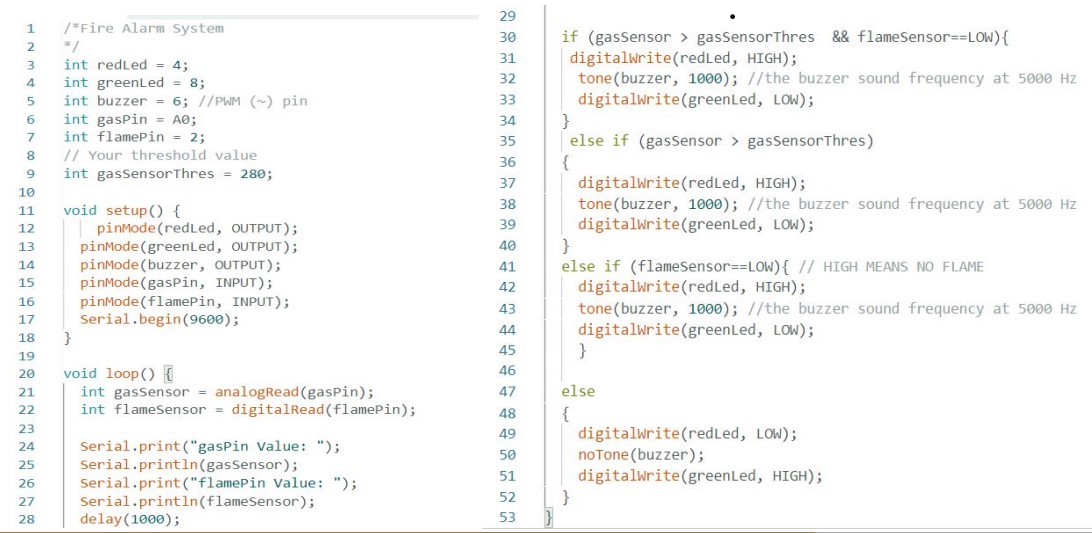 1 /*Fire Alarm System
2 */
3 int redLed = 4;
4 int greenLed = 8;
5 int buzzer = 6; //PWM (~) pin
6 int gasPin = A0;
7 int flamePin = 2;
8 // Your threshold value
9 int gasSensorThres = 280;
10
11 void setup() {
12 pinMode(redLed, OUTPUT);
13 pinMode(greenLed, OUTPUT);
14 pinMode(buzzer, OUTPUT);
15 pinMode(gasPin, INPUT);
16 pinMode(flamePin, INPUT);
17 Serial.begin(9600);
18 }
19
20 void loop() {
21 int gasSensor = analogRead(gasPin);
22 int flameSensor = digitalRead(flamePin);
23
24 Serial.print("gasPin Value: ");
25 Serial.println(gasSensor);
26 Serial.print("flamePin Value: ");
27 Serial.println(flameSensor);
28 delay(1000);
29
30 if (gasSensor > gasSensorThres  && flameSensor==LOW){
31 digitalWrite(redLed, HIGH);
32 tone(buzzer, 1000); //the buzzer sound frequency at 5000 Hz
33 digitalWrite(greenLed, LOW);
34 }
35 else if (gasSensor > gasSensorThres)
36 {
37 digitalWrite(redLed, HIGH);
38 tone(buzzer, 1000); //the buzzer sound frequency at 5000 Hz
39 digitalWrite(greenLed, LOW);
40 }
41 else if (flameSensor==LOW){ // HIGH MEANS NO FLAME
42 digitalWrite(redLed, HIGH);
43 tone(buzzer, 1000); //the buzzer sound frequency at 5000 Hz
44 digitalWrite(greenLed, LOW);
45 }
46
47 else
48 {
49 digitalWrite(redLed, LOW);
50 noTone(buzzer);
51 digitalWrite(greenLed, HIGH);
52 }
53 }